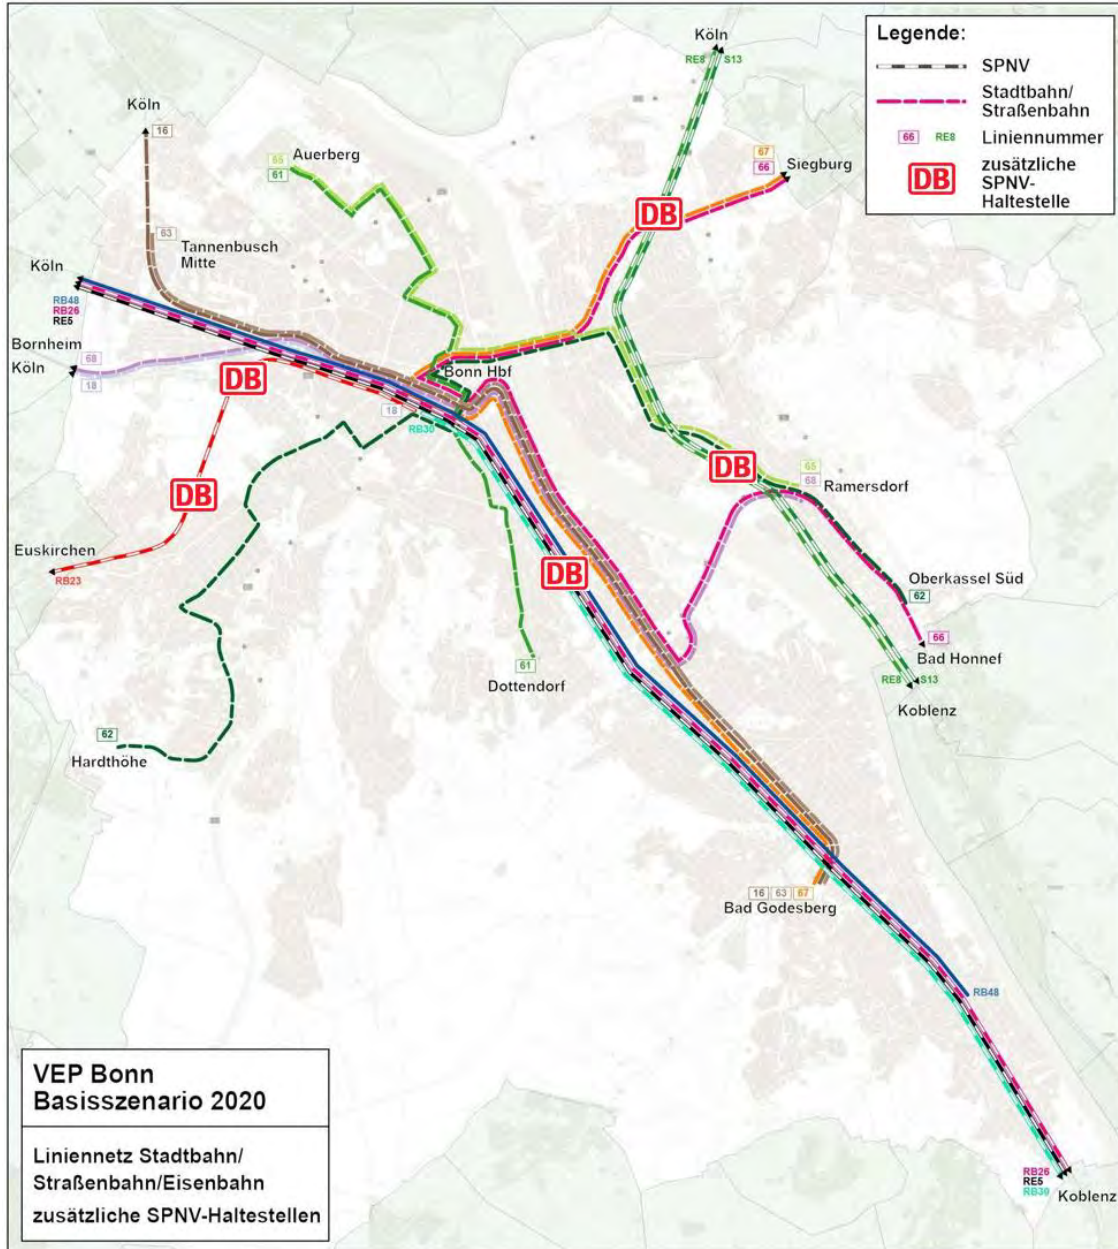 Legende:
SPNV
Stadtbahn/
Straßenbahn
66 RE8 Liniennummer
DB
zusätzliche
SPNV-
Haltestelle
Köln
RE8 S13
Köln
16
Auerberg
65
61
67
66
Siegburg
DB
63
Tannenbusch
Mitte
Köln
RB48
RB26
RE5
Bornheim
68
Köln
18
DB
Bonn Hbf
18
RB30
DB
65
68
Ramersdorf
DB
Euskirchen
RB23
DB
Oberkassel Süd
62
66
Bad Honnef
RE8 S13
Koblenz
61
Dottendorf
62
Hardthöhe
16 63 67
Bad Godesberg
RB48
VEP Bonn
Basisszenario 2020
Liniennetz Stadtbahn/
Straßenbahn/Eisenbahn
zusätzliche SPNV-Haltestellen
RB26
RE5
RB30
Koblenz